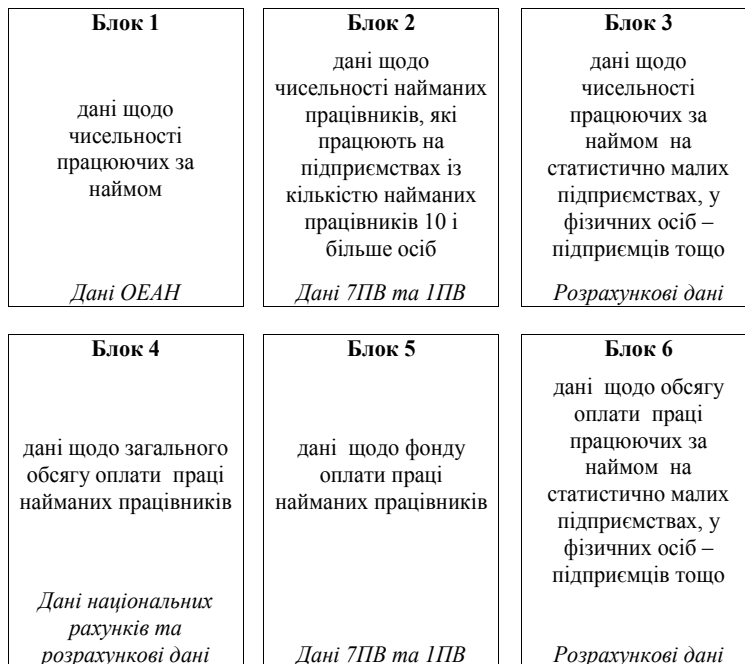 Блок 1
дані щодо
чисельності
працюючих за
наймом
Дані ОЕАН
Блок 2
дані щодо
чисельності найманих
працівників, які
працюють на
підприємствах із
кількістю найманих
працівників 10 і
більше осіб
Дані 7ПВ та 1ПВ
Блок 3
дані щодо
чисельності
працюючих за
наймом на
статистично малих
підприємствах, у
фізичних осіб –
підприємців тощо
Розрахункові дані
Блок 4
дані щодо загального
обсягу оплати праці
найманих працівників
Дані національних
рахунків та
розрахункові дані
Блок 5
дані щодо фонду
оплати праці
найманих працівників
Дані 7ПВ та 1ПВ
Блок 6
дані щодо обсягу
оплати праці
працюючих за
наймом на
статистично малих
підприємствах, у
фізичних осіб –
підприємців тощо
Розрахункові дані